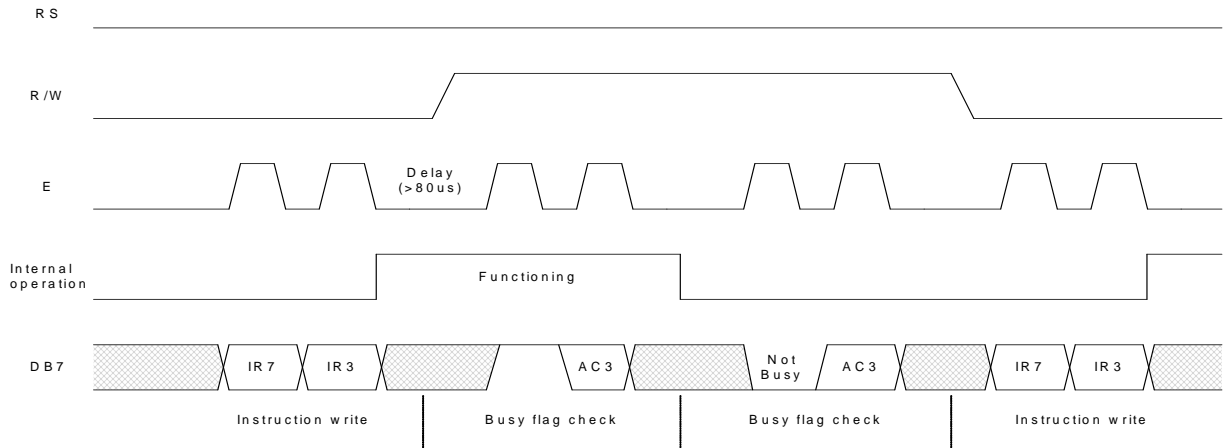 RS
R/W
E
Delay
(>80us)
Internal
operation
Functioning
DB7
IR7
IR3
AC3
Not
Busy
AC3
IR7
IR3
Instruction write
Busy flag check
Busy flag check
Instruction write